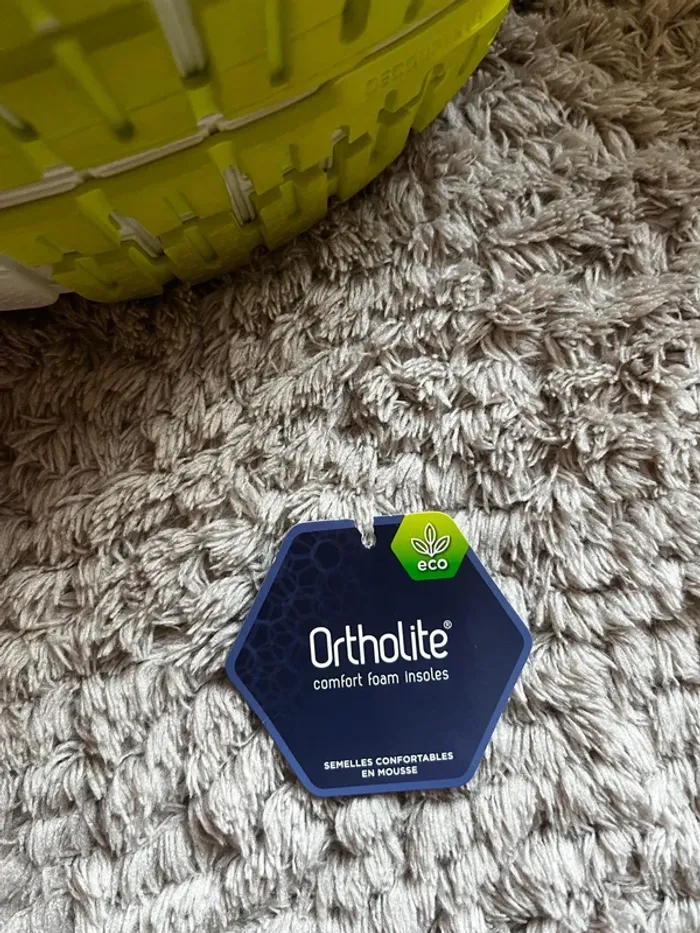 eco
Ortholite®
comfort foam insoles
SEMELLES CONFORTABLES
EN MOUSSE